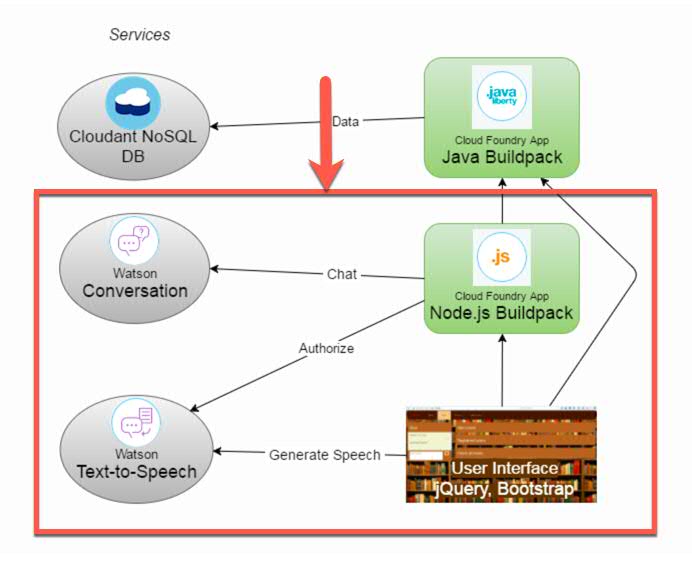 Services
Cloudant NoSQL
DB
Data
.java
liberty
Cloud Foundry App
Java Buildpack
Watson
Conversation
Chat
.js
Cloud Foundry App
Node.js Buildpack
Authorize
Watson
Text-to-Speech
Generate Speech
User Interface
jQuery, Bootstrap